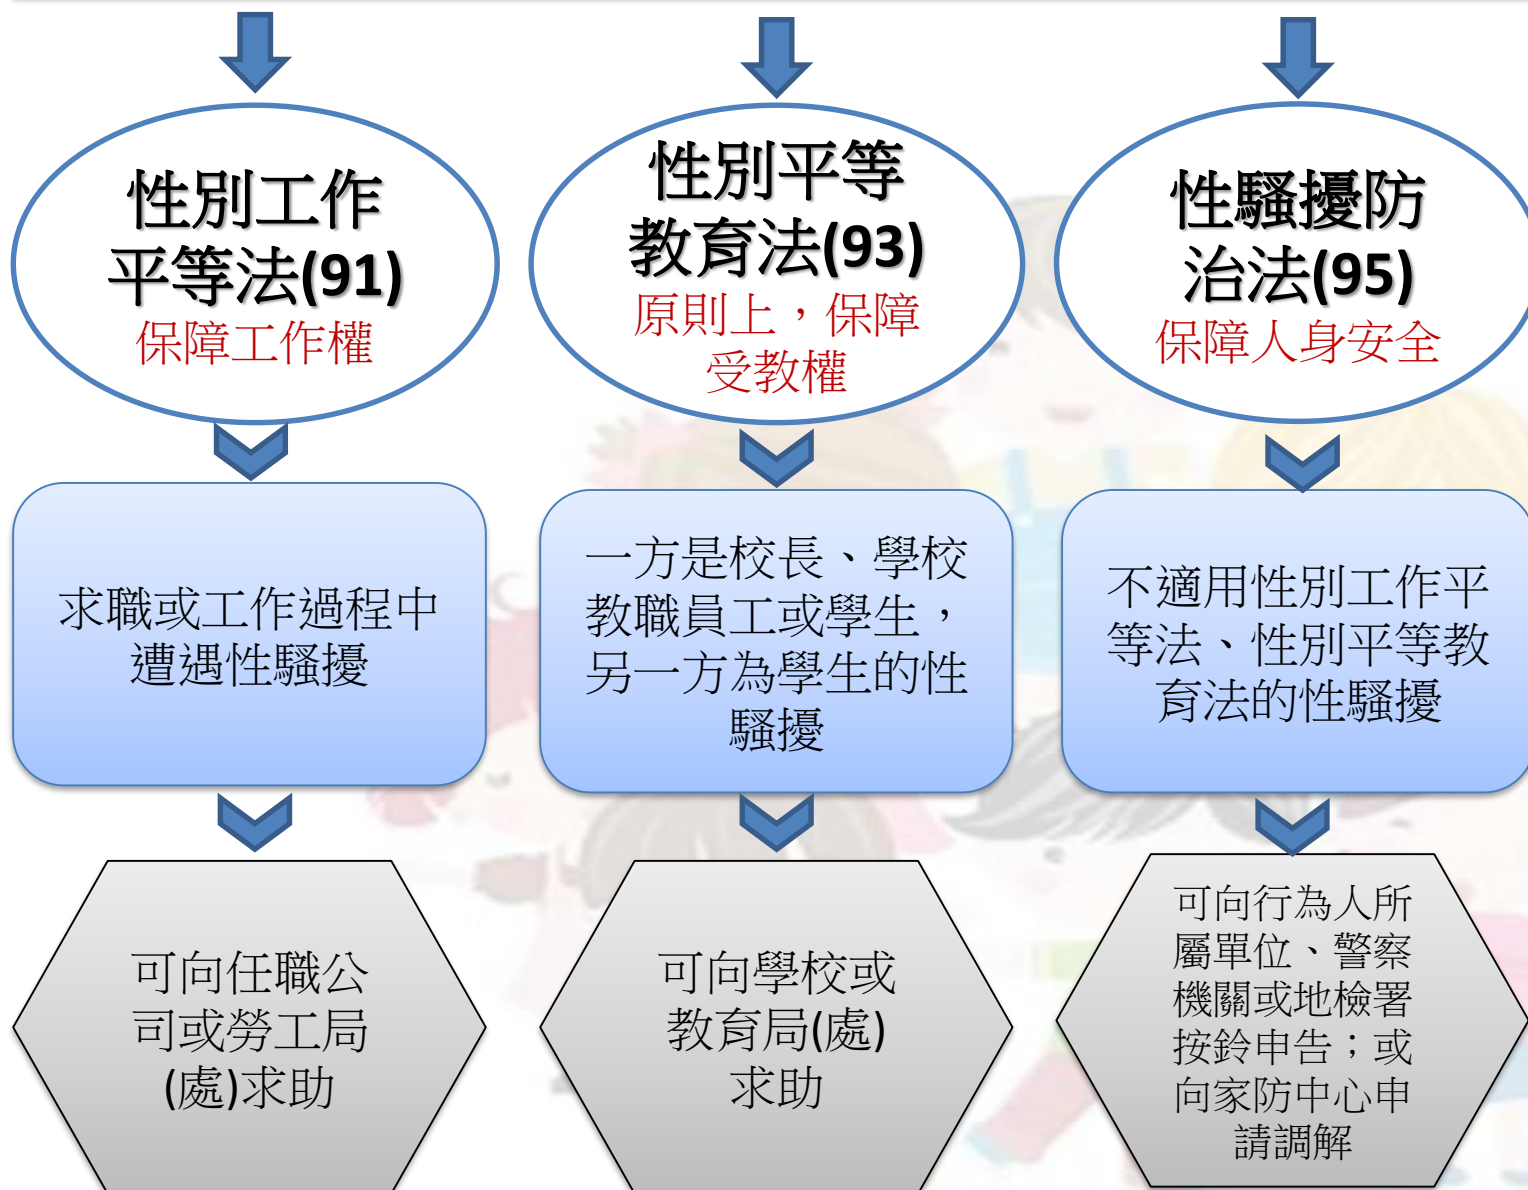 性別工作
平等法(91)
保障工作權
求職或工作過程中
遭遇性騷擾
可向任職公
司或勞工局
(處)求助
性別平等
教育法(93)
原則上，保障
受教權
一方是校長、學校
教職員工或學生，
另一方為學生的性
騷擾
可向學校或
教育局(處)
求助
性騷擾防
治法(95)
保障人身安全
不適用性別工作平
等法、性別平等教
育法的性騷擾
可向行為人所
屬單位、警察
機關或地檢署
按鈴申告；或
向家防中心申
請調解